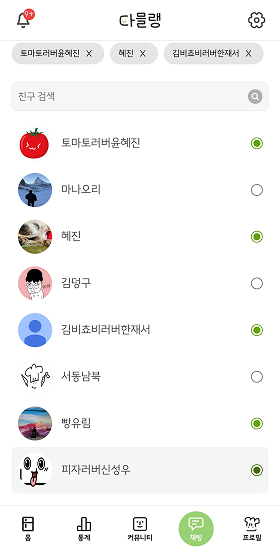 9+
다믈랭
토마토러버윤혜진 X 혜진 X 김비쵸비러버한재서 X
친구 검색
토마토러버윤혜진
마나오리
혜진
김덩구
김비쵸비러버한재서
서동남북
빵유림
피자러버신성우
홈 통계 커뮤니티 채팅 프로필